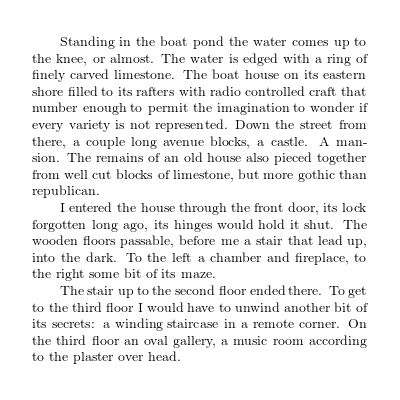 Standing in the boat pond the water comes up to
the knee, or almost. The water is edged with a ring of
finely carved limestone. The boat house on its eastern
shore filled to its rafters with radio controlled craft that
number enough to permit the imagination to wonder if
every variety is not represented. Down the street from
there, a couple long avenue blocks, a castle. A man-
sion. The remains of an old house also pieced together
from well cut blocks of limestone, but more gothic than
republican.
I entered the house through the front door, its lock
forgotten long ago, its hinges would hold it shut. The
wooden floors passable, before me a stair that lead up,
into the dark. To the left a chamber and fireplace, to
the right some bit of its maze.
The stair up to the second floor ended there. To get
to the third floor I would have to unwind another bit of
its secrets: a winding staircase in a remote corner. On
the third floor an oval gallery, a music room according
to the plaster over head.